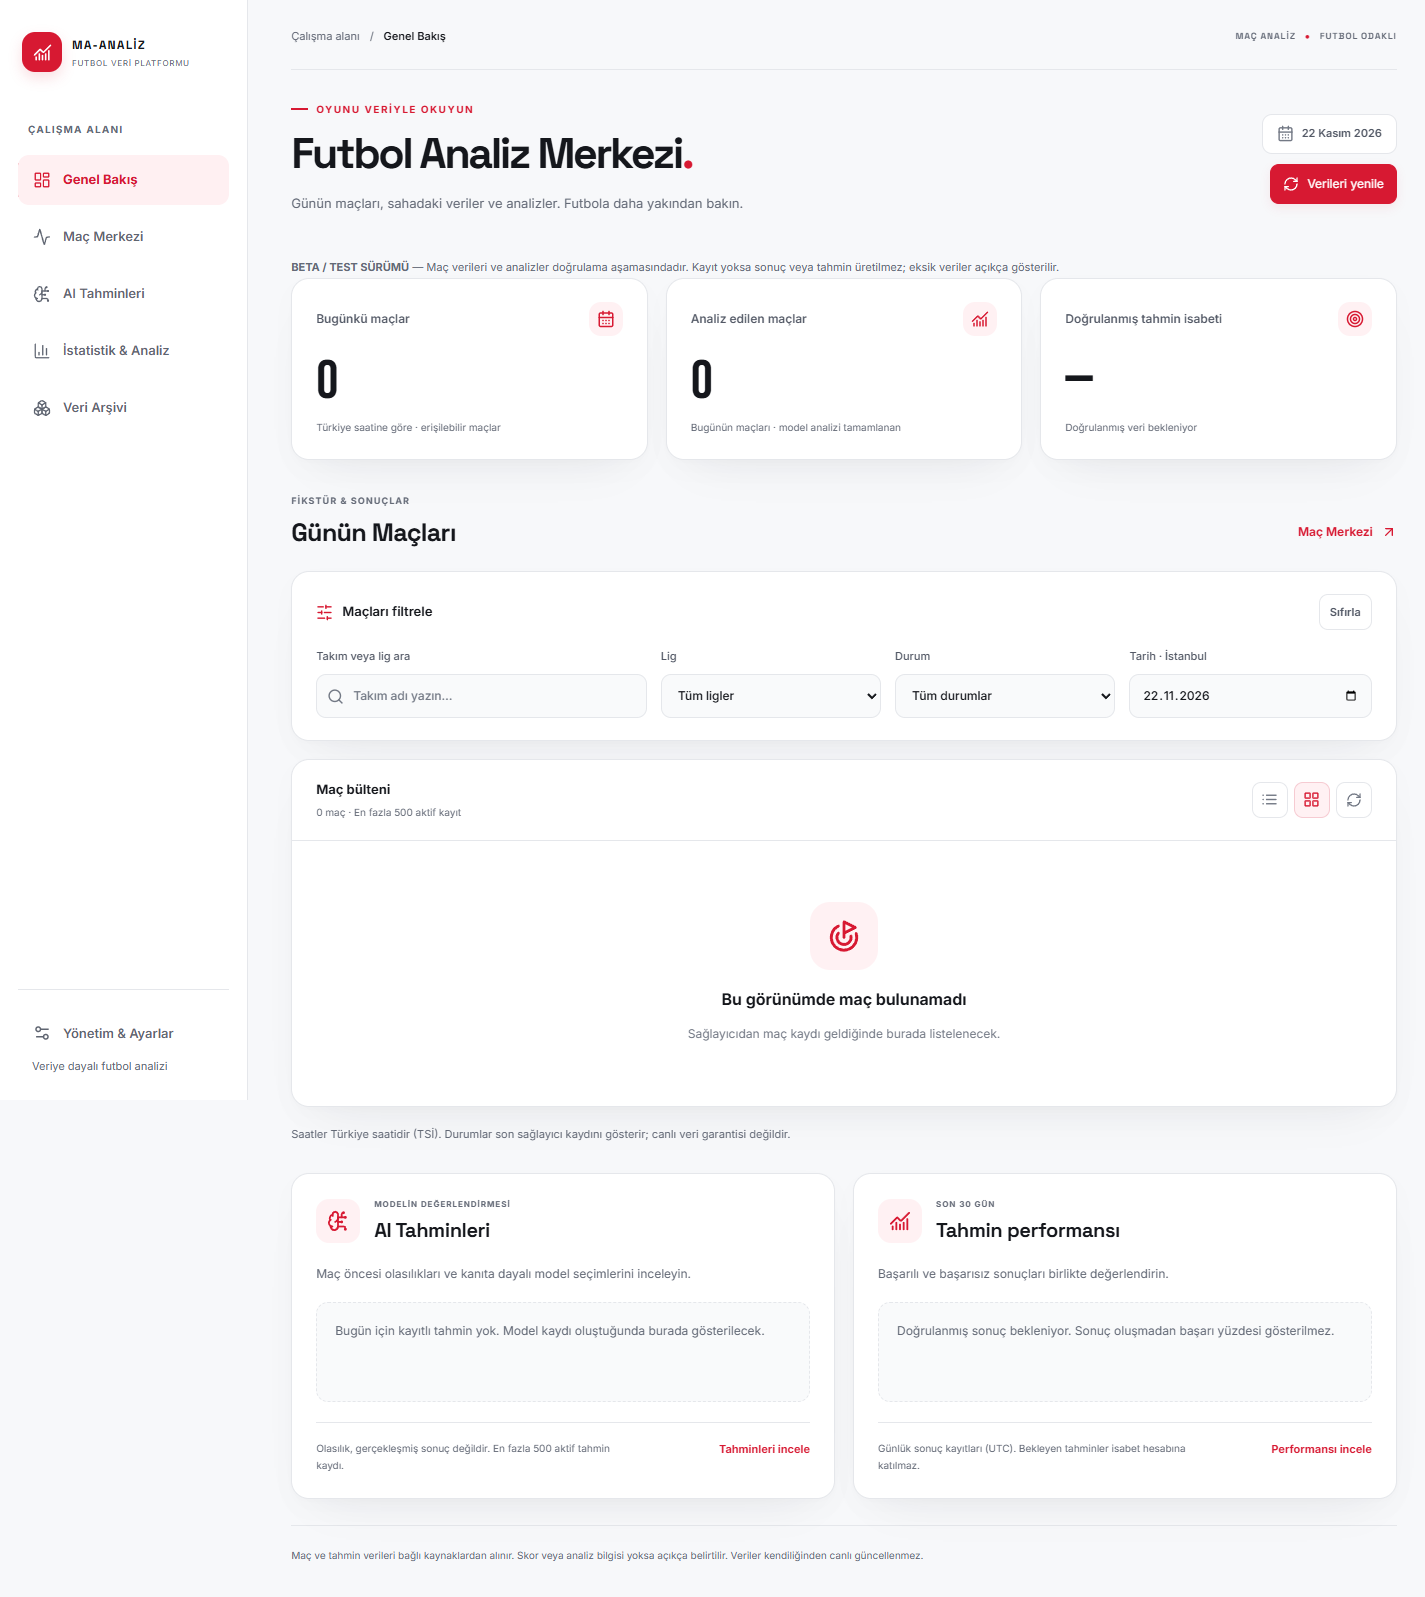 MA-ANALİZ
FUTBOL VERİ PLATFORMU
ÇALIŞMA ALANI
Genel Bakış
Maç Merkezi
AI Tahminleri
İstatistik & Analiz
Veri Arşivi
Yönetim & Ayarlar
Veriye dayalı futbol analizi
Çalışma alanı / Genel Bakış
MAÇ ANALİZ • FUTBOL ODAKLI
OYUNU VERİYLE OKUYUN
Futbol Analiz Merkezi.
Günün maçları, sahadaki veriler ve analizler. Futbola daha yakından bakın.
22 Kasım 2026
Verileri yenile
BETA / TEST SÜRÜMÜ — Maç verileri ve analizler doğrulama aşamasındadır. Kayıt yoksa sonuç veya tahmin üretilmez; eksik veriler açıkça gösterilir.
Bugünkü maçlar
0
Türkiye saatine göre · erişilebilir maçlar
Analiz edilen maçlar
0
Bugünün maçları · model analizi tamamlanan
Doğrulanmış tahmin isabeti
—
Doğrulanmış veri bekleniyor
FİKSTÜR & SONUÇLAR
Günün Maçları
Maç Merkezi
Maçları filtrele
Sıfırla
Takım veya lig ara
Takım adı yazın...
Lig
Tüm ligler
Durum
Tüm durumlar
Tarih · İstanbul
22.11.2026
Maç bülteni
0 maç · En fazla 500 aktif kayıt
Bu görünümde maç bulunamadı
Sağlayıcıdan maç kaydı geldiğinde burada listelenecek.
Saatler Türkiye saatidir (TSİ). Durumlar son sağlayıcı kaydını gösterir; canlı veri garantisi değildir.
MODELİN DEĞERLENDİRMESİ
AI Tahminleri
Maç öncesi olasılıkları ve kanıta dayalı model seçimlerini inceleyin.
Bugün için kayıtlı tahmin yok. Model kaydı oluştuğunda burada gösterilecek.
Olasılık, gerçekleşmiş sonuç değildir. En fazla 500 aktif tahmin
kaydı.
Tahminleri incele
SON 30 GÜN
Tahmin performansı
Başarılı ve başarısız sonuçları birlikte değerlendirin.
Doğrulanmış sonuç bekleniyor. Sonuç oluşmadan başarı yüzdesi gösterilmez.
Günlük sonuç kayıtları (UTC). Bekleyen tahminler isabet hesabına
katılmaz.
Performansı incele
Maç ve tahmin verileri bağlı kaynaklardan alınır. Skor veya analiz bilgisi yoksa açıkça belirtilir. Veriler kendiliğinden canlı güncellenmez.